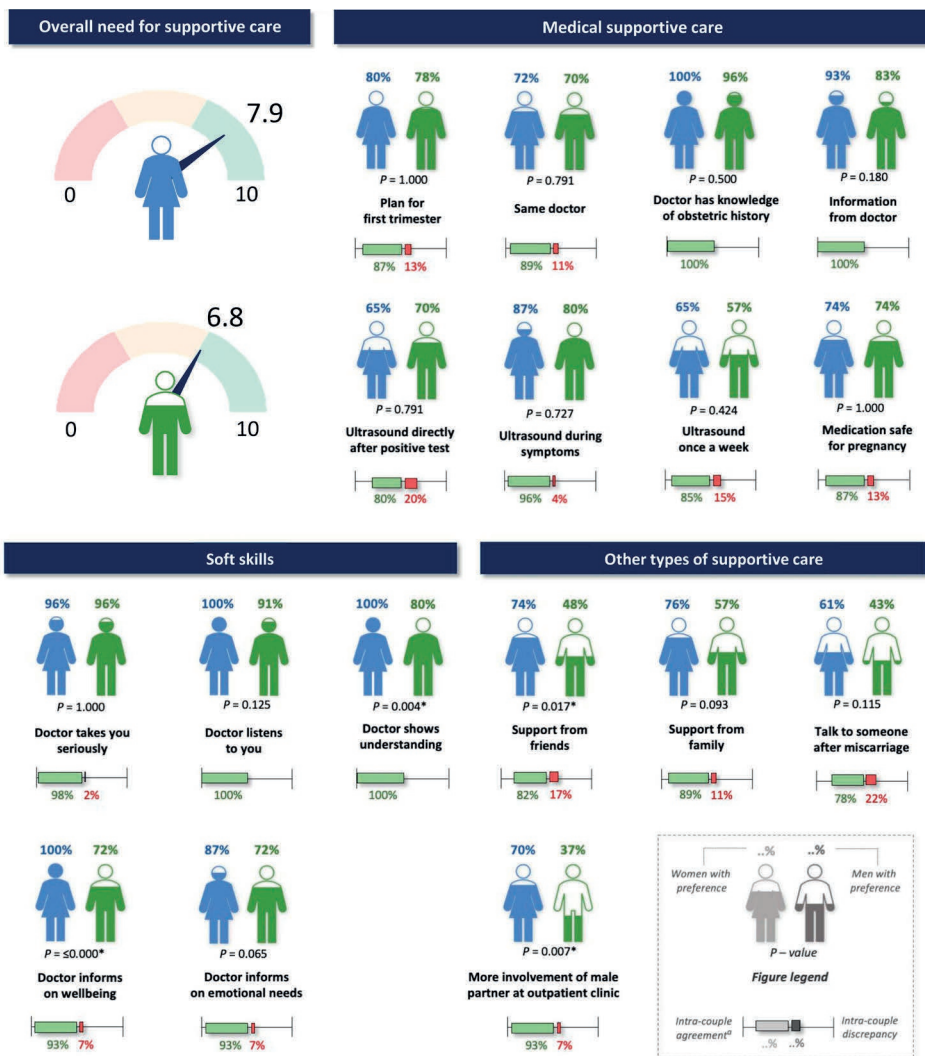 Overall need for supportive care
7.9
0
10
6.8
0
10
Medical supportive care
80% 78%
P = 1.000
Plan for
first trimester
87% 13%
72% 70%
P = 0.791
Same doctor
89% 11%
100% 96%
P = 0.500
Doctor has knowledge
of obstetric history
100%
93% 83%
P = 0.180
Information
from doctor
100%
65% 70%
P = 0.791
Ultrasound directly
after positive test
80% 20%
87% 80%
P = 0.727
Ultrasound during
symptoms
96% 4%
65% 57%
P = 0.424
Ultrasound
once a week
85% 15%
74% 74%
P = 1.000
Medication safe
for pregnancy
87% 13%
Soft skills
96% 96%
P = 1.000
Doctor takes you
seriously
98% 2%
100% 91%
P = 0.125
Doctor listens
to you
100%
100% 80%
P = 0.004*
Doctor shows
understanding
100%
100% 72%
P = ≤0.000*
Doctor informs
on wellbeing
93% 7%
87% 72%
P = 0.065
Doctor informs
on emotional needs
93% 7%
Other types of supportive care
74% 48%
P = 0.017*
Support from
friends
82% 17%
76% 57%
P = 0.093
Support from
family
89% 11%
61% 43%
P = 0.115
Talk to someone
after miscarriage
78% 22%
70% 37%
P = 0.007*
More involvement of male
partner at outpatient clinic
93% 7%
..% ..%
Women with
preference
Men with
preference
P – value
Figure legend
Intra-couple
agreementᵃ
Intra-couple
discrepancy
..% ..%